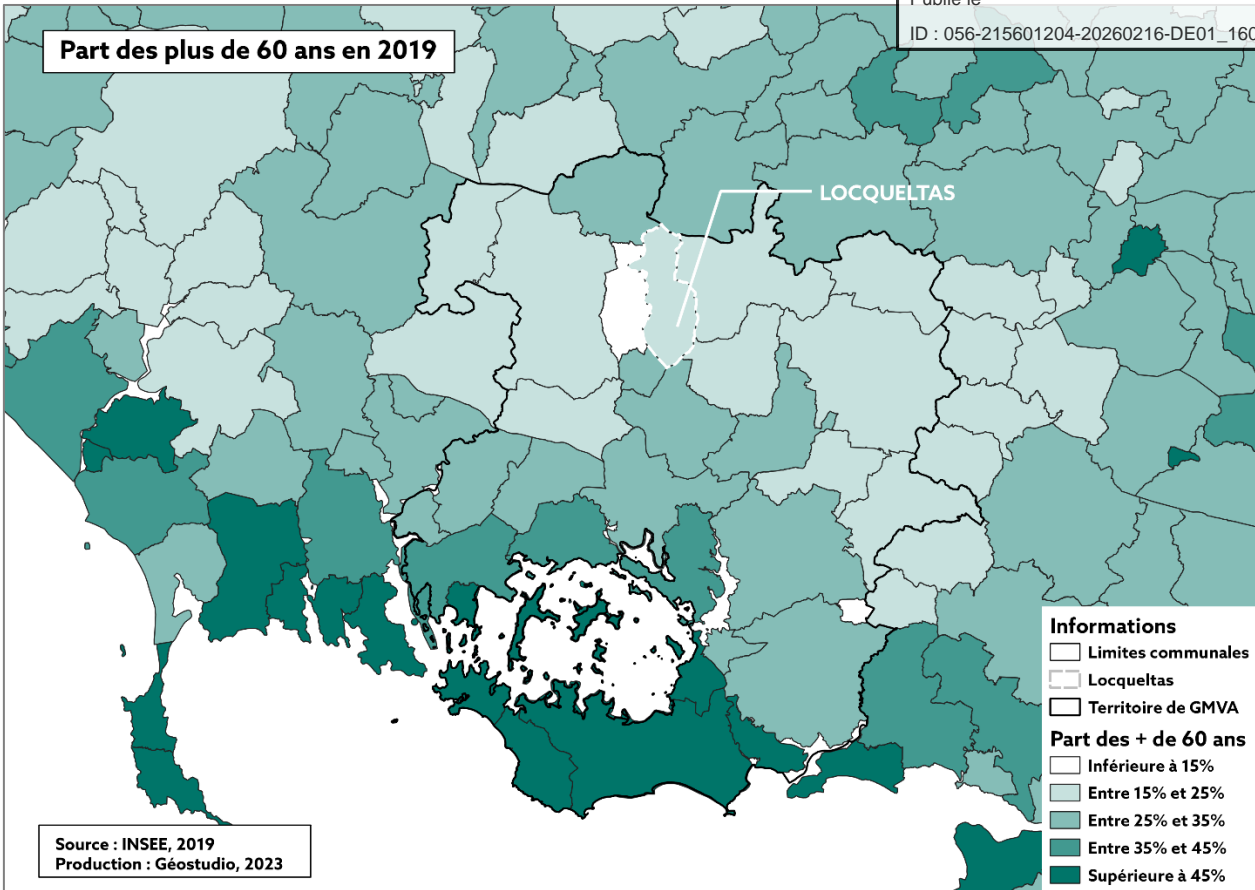 Publié le
ID : 056-215601204-20260216-DE01_160
Part des plus de 60 ans en 2019
LOCQUELTAS
Informations
Limites communales
Locqueltas
Territoire de GMVA
Part des + de 60 ans
Inférieure à 15%
Entre 15% et 25%
Entre 25% et 35%
Entre 35% et 45%
Supérieure à 45%
Source : INSEE, 2019
Production : Géostudio, 2023